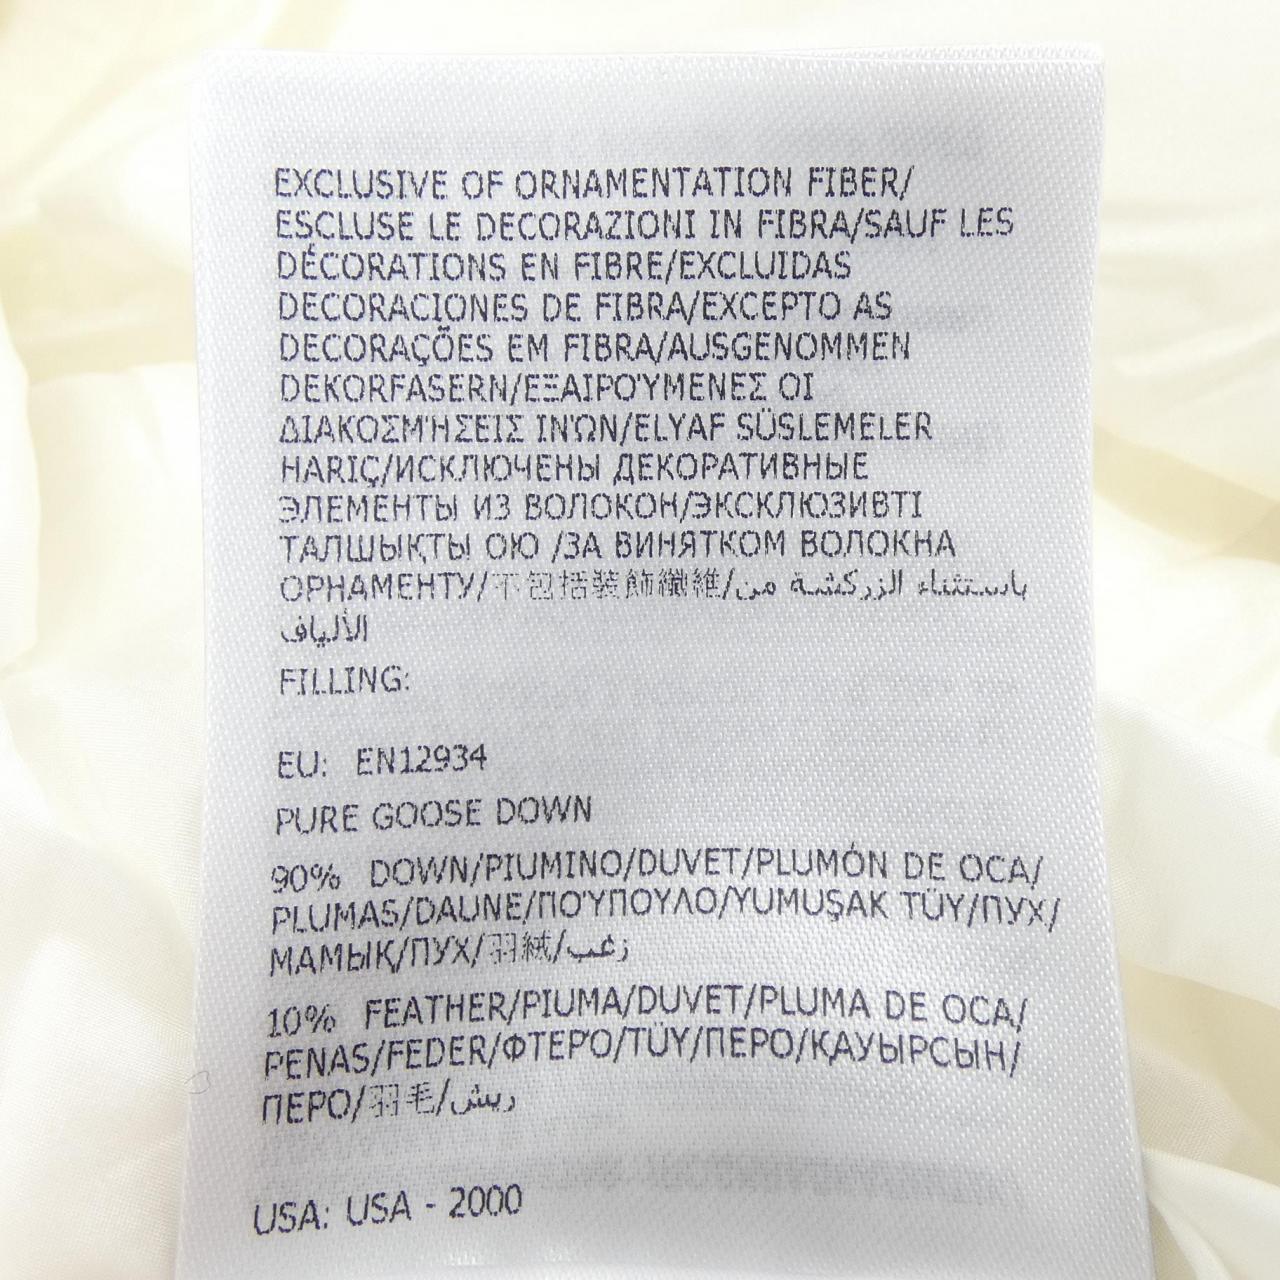 EXCLUSIVE OF ORNAMENTATION FIBER/
ESCLUSE LE DECORAZIONI IN FIBRA/SAUF LES
DÉCORATIONS EN FIBRE/EXCLUIDAS
DECORACIONES DE FIBRA/EXCEPTO AS
DECORAÇÕES EM FIBRA/AUSGENOMMEN
DEKORFASERN/ΕΞΑΙΡΟΎΜΕΝΕΣ ΟΙ
ΔΙΑΚΟΣΜΉΣΕΙΣ ΙΝΏΝ/ELYAF SÜSLEMELER
HARIÇ/ИСКЛЮЧЕНЫ ДЕКОРАТИВНЫЕ
ЭЛЕМЕНТЫ ИЗ ВОЛОКОН/ЭКСКЛЮЗИВТІ
ТАЛШЫҚТЫ ОЮ /ЗА ВИНЯТКОМ ВОЛОКНА
ОРНАМЕНТУ/不包括裝飾纖維/باستثناء الزركشة من
الألياف
FILLING:
EU: EN12934
PURE GOOSE DOWN
90% DOWN/PIUMINO/DUVET/PLUMÓN DE OCA/
PLUMAS/DAUNE/ΠΟΎΠΟΥΛΟ/YUMUŞAK TÜY/ПУХ/
МАМЫҚ/ПУХ/羽絨/زغب
10% FEATHER/PIUMA/DUVET/PLUMA DE OCA/
PENAS/FEDER/ΦΤΕΡΌ/TÜY/ПЕРО/ҚАУЫРСЫН/
ПЕРО/羽毛/ريش
USA: USA - 2000